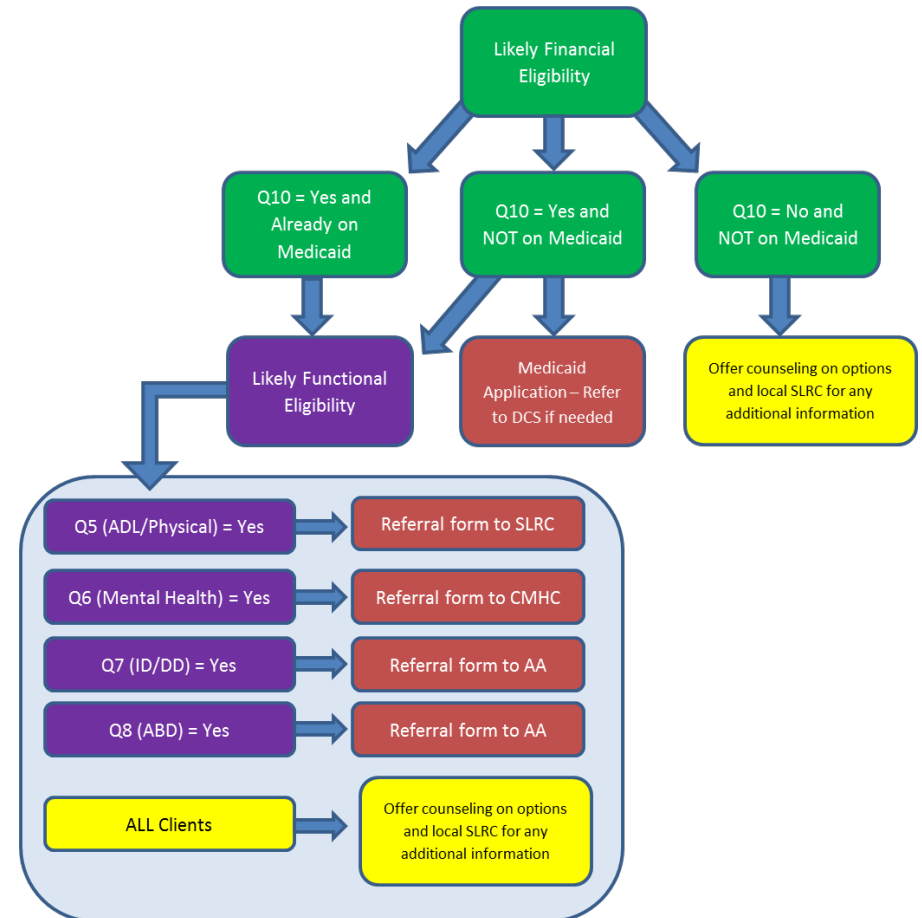 Likely Financial
Eligibility
Q10 = Yes and
Already on
Medicaid
Q10 = Yes and
NOT on Medicaid
Q10 = No and
NOT on Medicaid
Likely Functional
Eligibility
Medicaid
Application – Refer
to DCS if needed
Offer counseling on options
and local SLRC for any
additional information
Q5 (ADL/Physical) = Yes
Referral form to SLRC
Q6 (Mental Health) = Yes
Referral form to CMHC
Q7 (ID/DD) = Yes
Referral form to AA
Q8 (ABD) = Yes
Referral form to AA
ALL Clients
Offer counseling on options
and local SLRC for any
additional information